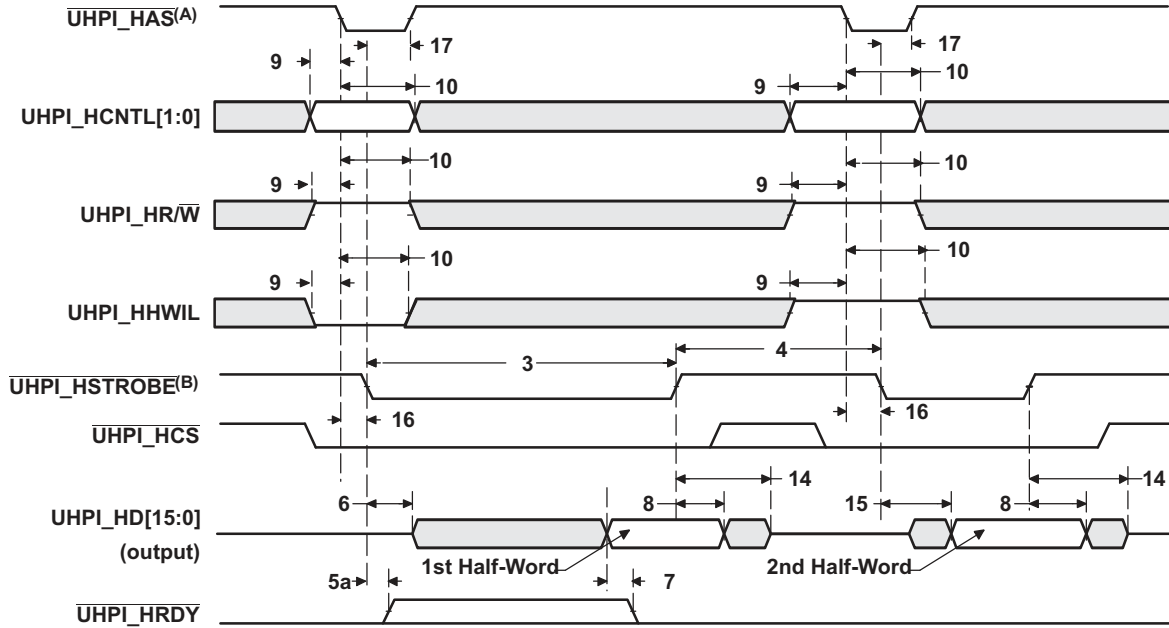 UHPI_HAS(A)
17 17
9 10 9 10
UHPI_HCNTL[1:0]
10 10
9 9
UHPI_HR/W
10 10
9 9
UHPI_HHWIL
3 4
UHPI_HSTROBE(B)
16 16
UHPI_HCS
14 14
6 8 15 8
UHPI_HD[15:0]
(output)
1st Half-Word 2nd Half-Word
5a 7
UHPI_HRDY